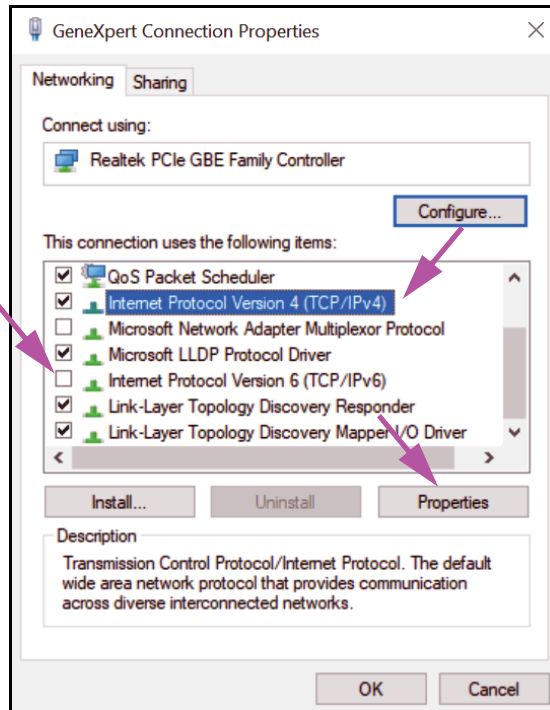 GeneXpert Connection Properties
Networking Sharing
Connect using:
Realtek PCIe GBE Family Controller
Configure...
This connection uses the following items:
QoS Packet Scheduler
Internet Protocol Version 4 (TCP/IPv4)
Microsoft Network Adapter Multiplexor Protocol
Microsoft LLDP Protocol Driver
Internet Protocol Version 6 (TCP/IPv6)
Link-Layer Topology Discovery Responder
Link-Layer Topology Discovery Mapper I/O Driver
Install... Uninstall Properties
Description
Transmission Control Protocol/Internet Protocol. The default
wide area network protocol that provides communication
across diverse interconnected networks.
OK Cancel